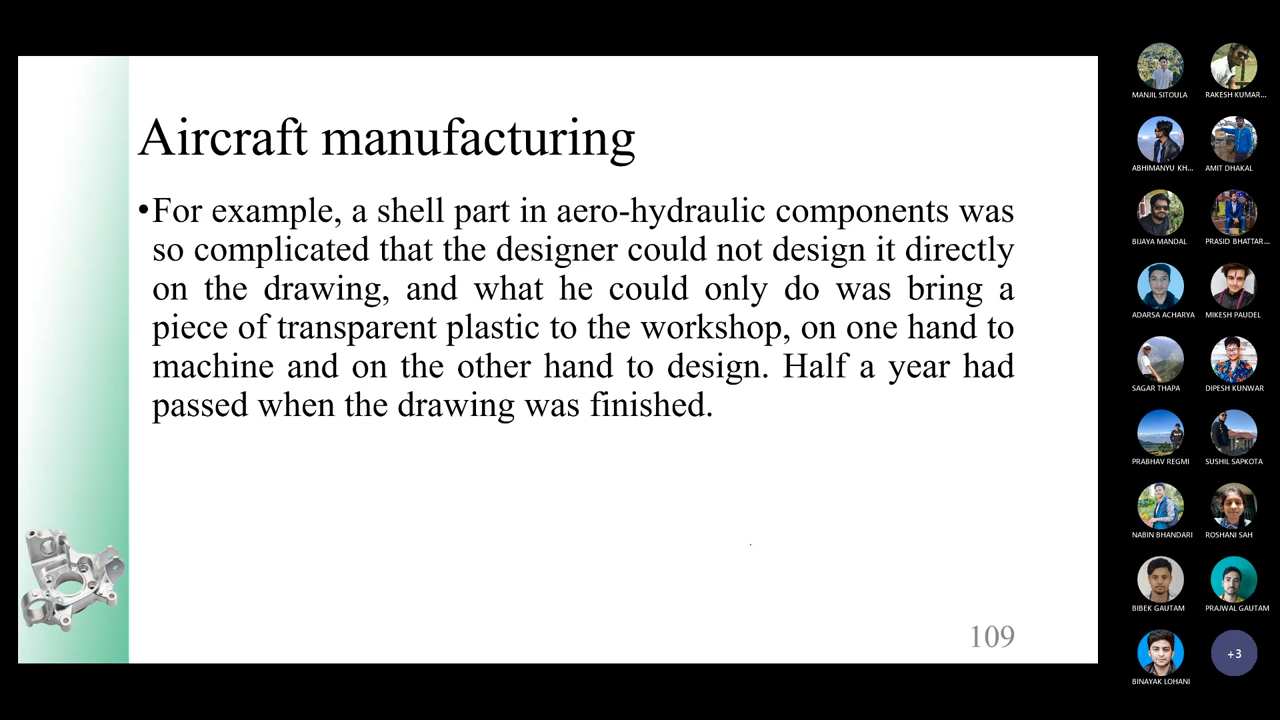 Aircraft manufacturing
•For example, a shell part in aero-hydraulic components was
so complicated that the designer could not design it directly
on the drawing, and what he could only do was bring a
piece of transparent plastic to the workshop, on one hand to
machine and on the other hand to design. Half a year had
passed when the drawing was finished.
109
MANJIL SITOULA
RAKESH KUMAR...
ABHIMANYU KH...
AMIT DHAKAL
BIJAYA MANDAL
PRASID BHATTAR...
ADARSA ACHARYA
MIKESH PAUDEL
SAGAR THAPA
DIPESH KUNWAR
PRABHAV REGMI
SUSHIL SAPKOTA
NABIN BHANDARI
ROSHANI SAH
BIBEK GAUTAM
PRAJWAL GAUTAM
BINAYAK LOHANI
+3